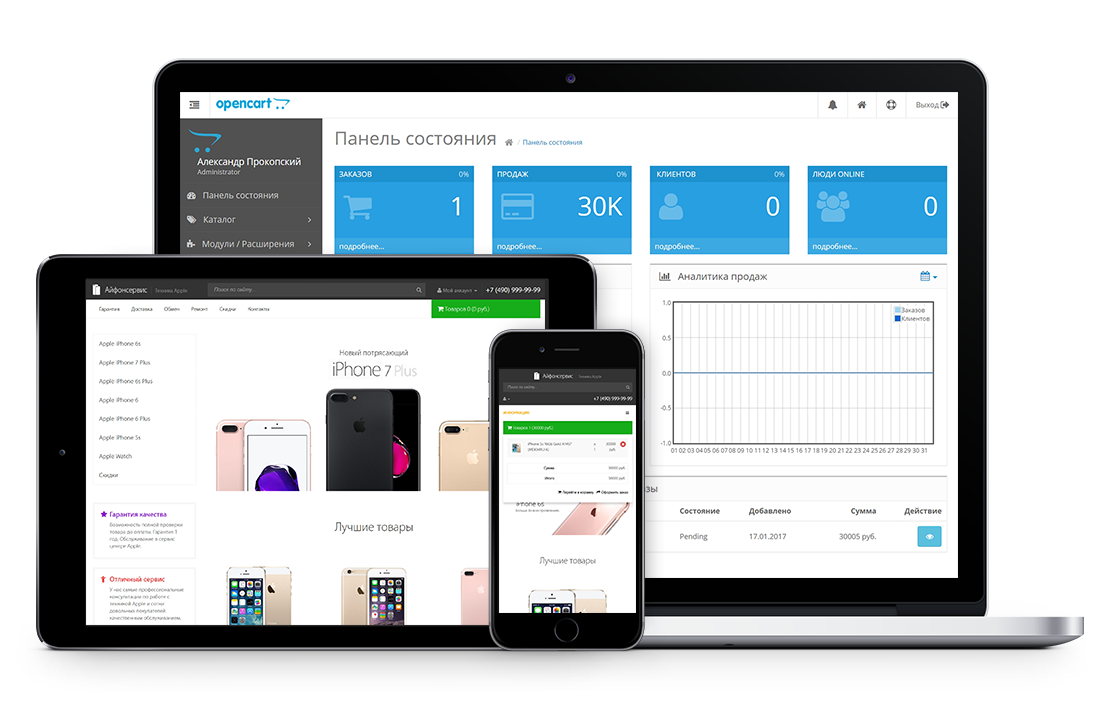 opencart
Выход
Александр Прокопский
Administrator
Панель состояния
Каталог
Модули / Расширения
Панель состояния
/ Панель состояния
ЗАКАЗОВ 0%
1
подробнее...
ПРОДАЖ 0%
30K
подробнее...
КЛИЕНТОВ 0%
0
подробнее...
ЛЮДИ ONLINE
0
подробнее...
Аналитика продаж
Заказов
Клиентов
1.0
0.5
0.0
-0.5
-1.0
01 02 03 04 05 06 07 08 09 10 11 12 13 14 15 16 17 18 19 20 21 22 23 24 25 26 27 28 29 30 31
Состояние Добавлено Сумма Действие
Pending 17.01.2017 30005 руб.
Айфонсервис Техника Apple
Поиск по сайту...
Мой аккаунт
+7 (490) 999-99-99
Гарантия Доставка Обмен Ремонт Скидки Контакты
Товаров 0 (0 руб.)
Apple iPhone 6s
Apple iPhone 7 Plus
Apple iPhone 6s Plus
Apple iPhone 6
Apple iPhone 6 Plus
Apple iPhone 5s
Apple Watch
Скидки
Новый потрясающий
iPhone 7 Plus
Гарантия качества
Возможность полной проверки
товара до оплаты. Гарантия 1
год. Обслуживание в сервис
центре Apple.
Отличный сервис
У нас самые профессиональные
консультации по работе с
техникой Apple и сотни
довольных покупателей
качественным обслуживанием.
Лучшие товары
Айфонсервис Техника Apple
Поиск по сайту...
+7 (490) 999-99-99
ИНФОРМАЦИЯ
Товаров 1 (30000 руб.)
30000
руб.
Сумма 30000 руб.
Итого 30000 руб.
Перейти в корзину Оформить заказ
iPhone 6s
Лучшие товары